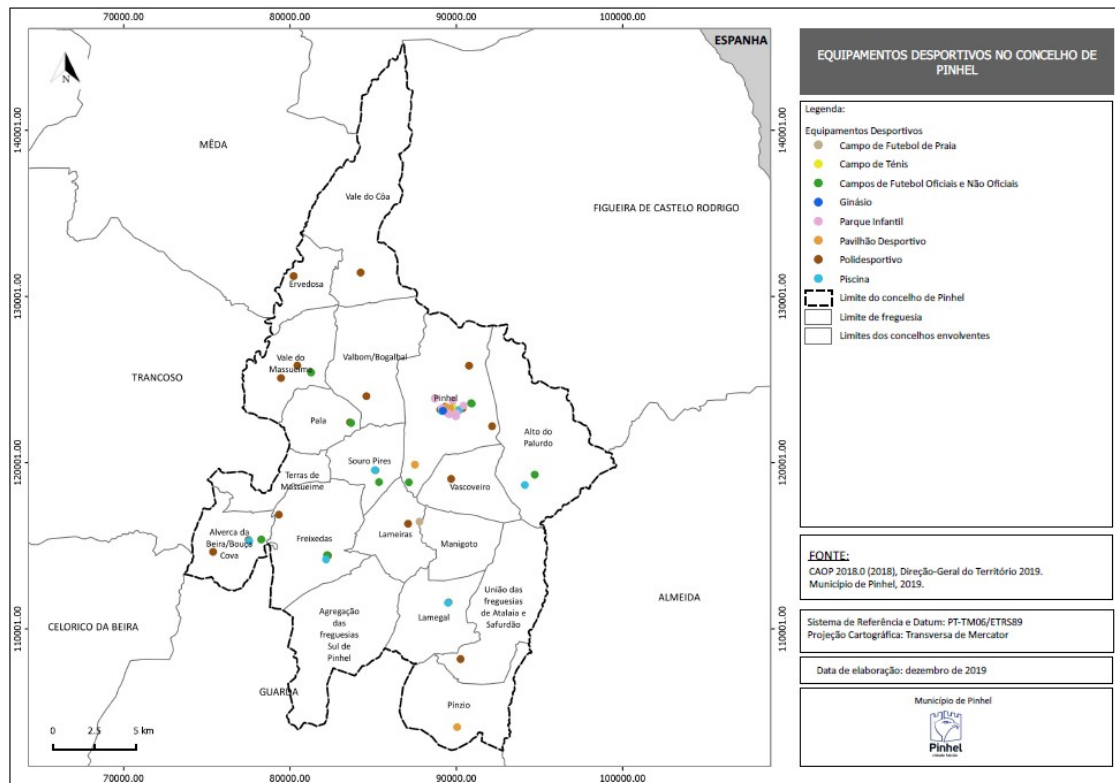 70000.00
80000.00
90000.00
100000.00
ESPANHA
N
140001.00
140001.00
MÊDA
Vale do Côa
FIGUEIRA DE CASTELO RODRIGO
130001.00
130001.00
Ervedosa
Vale do
Massueime
Valbom/Bogalhal
TRANCOSO
Pinhel
Pala
Alto do
Palurdo
120001.00
120001.00
Souro Pires
Terras de
Massueime
Vascoveiro
Alverca da
Beira/Bouça
Cova
Freixedas
Lameiras
Manigoto
União das
freguesias
de Atalaia e
Safurdão
ALMEIDA
Agregação
das
freguesias
Sul de
Pinhel
Lamegal
110001.00
110001.00
CELORICO DA BEIRA
GUARDA
Pínzio
0
2.5
5 km
70000.00
80000.00
90000.00
100000.00
EQUIPAMENTOS DESPORTIVOS NO CONCELHO DE
PINHEL
Legenda:
Equipamentos Desportivos
Campo de Futebol de Praia
Campo de Ténis
Campos de Futebol Oficiais e Não Oficiais
Ginásio
Parque Infantil
Pavilhão Desportivo
Polidesportivo
Piscina
Limite do concelho de Pinhel
Limite de freguesia
Limites dos concelhos envolventes
FONTE:
CAOP 2018.0 (2018), Direção-Geral do Território 2019.
Município de Pinhel, 2019.
Sistema de Referência e Datum: PT-TM06/ETRS89
Projeção Cartográfica: Transversa de Mercator
Data de elaboração: dezembro de 2019
Município de Pinhel
Pinhel